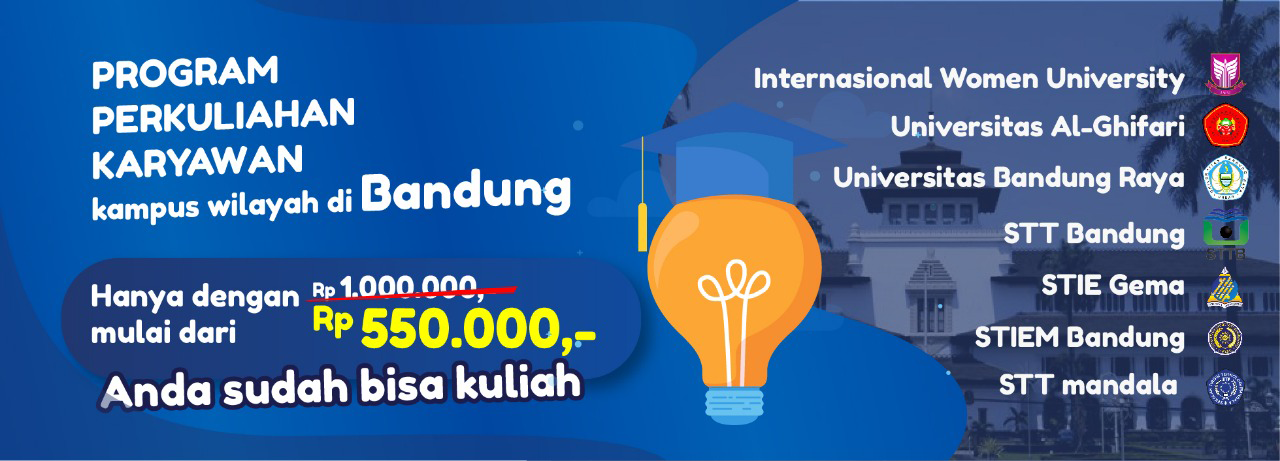 PROGRAM
PERKULIAHAN
KARYAWAN
kampus wilayah di Bandung
Hanya dengan Rp 1.000.000,-
mulai dari Rp 550.000,-
Anda sudah bisa kuliah
Internasional Women University
Universitas Al-Ghifari
Universitas Bandung Raya
STT Bandung
STTB
STIE Gema
STIEM Bandung
STT mandala